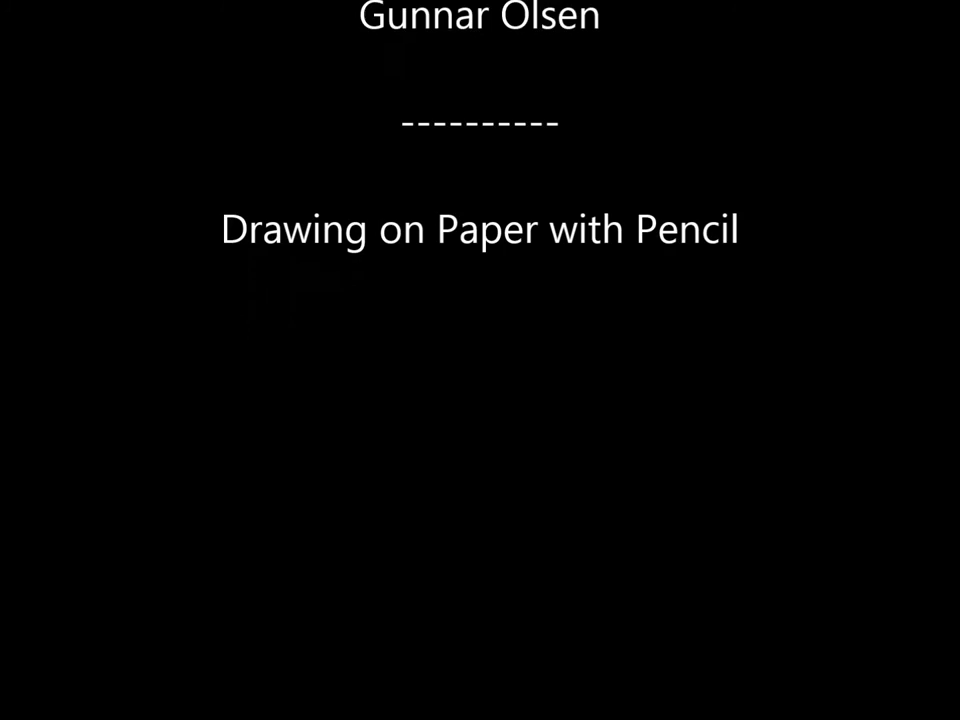 Gunnar Olsen
----------
Drawing on Paper with Pencil